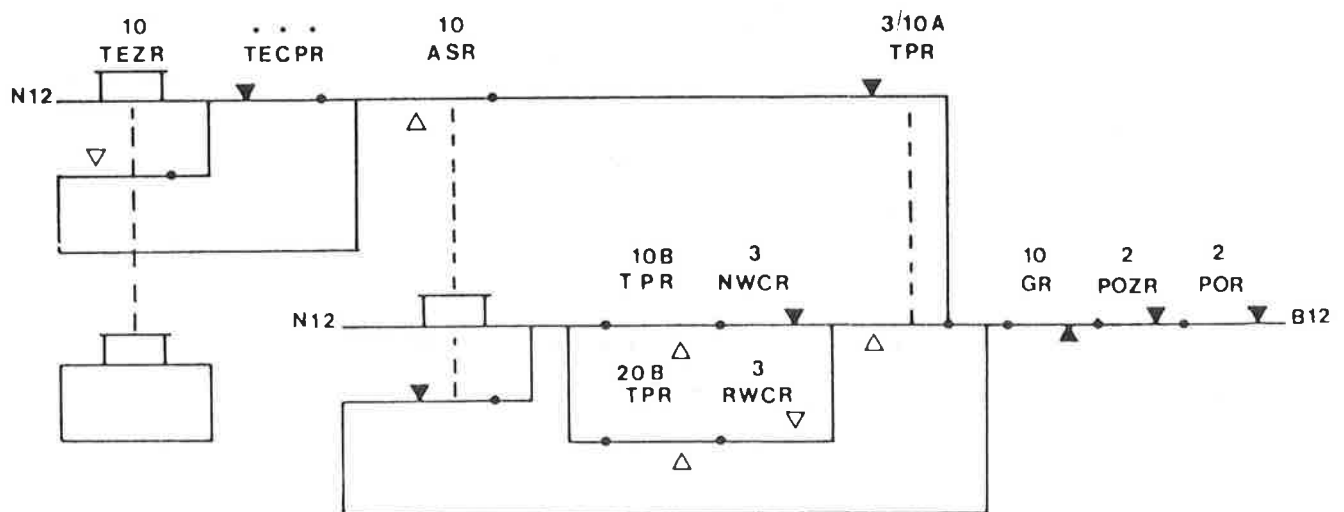 10
TEZR
. . .
TECPR
10
ASR
3/10A
TPR
N12
10B
TPR
3
NWCR
10
GR
2
POZR
2
POR
N12
B12
20B
TPR
3
RWCR